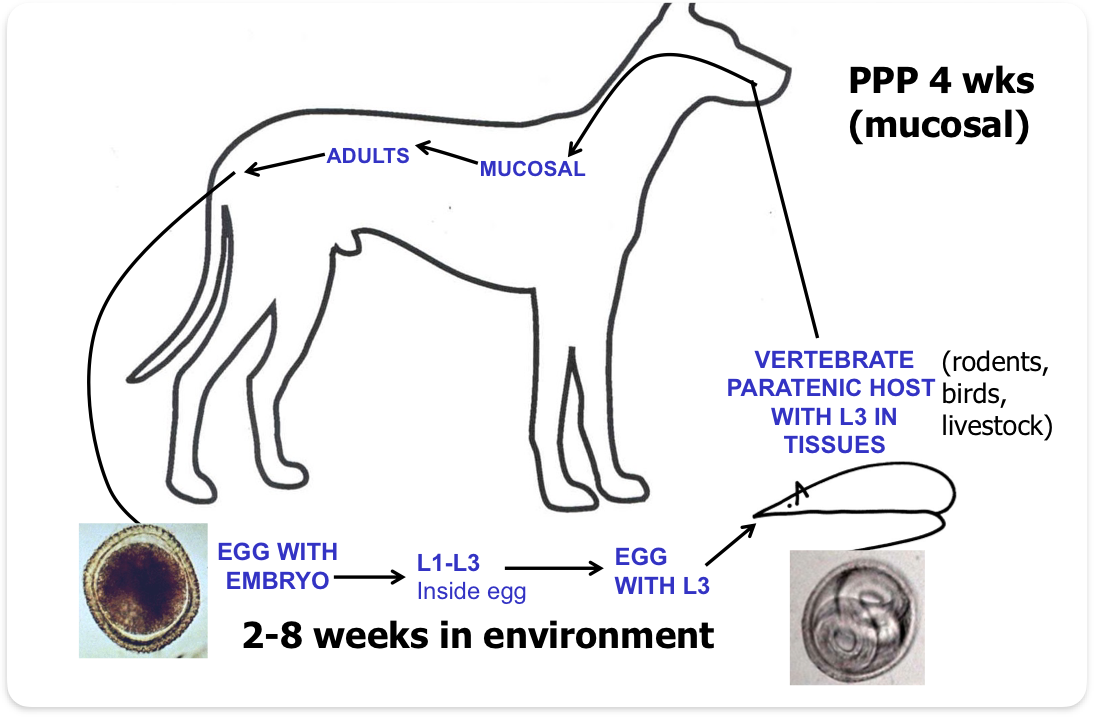 PPP 4 wks
(mucosal)
ADULTS
MUCOSAL
VERTEBRATE
PARATENIC HOST
WITH L3 IN
TISSUES
(rodents,
birds,
livestock)
EGG WITH
EMBRYO
L1-L3
Inside egg
EGG
WITH L3
2-8 weeks in environment